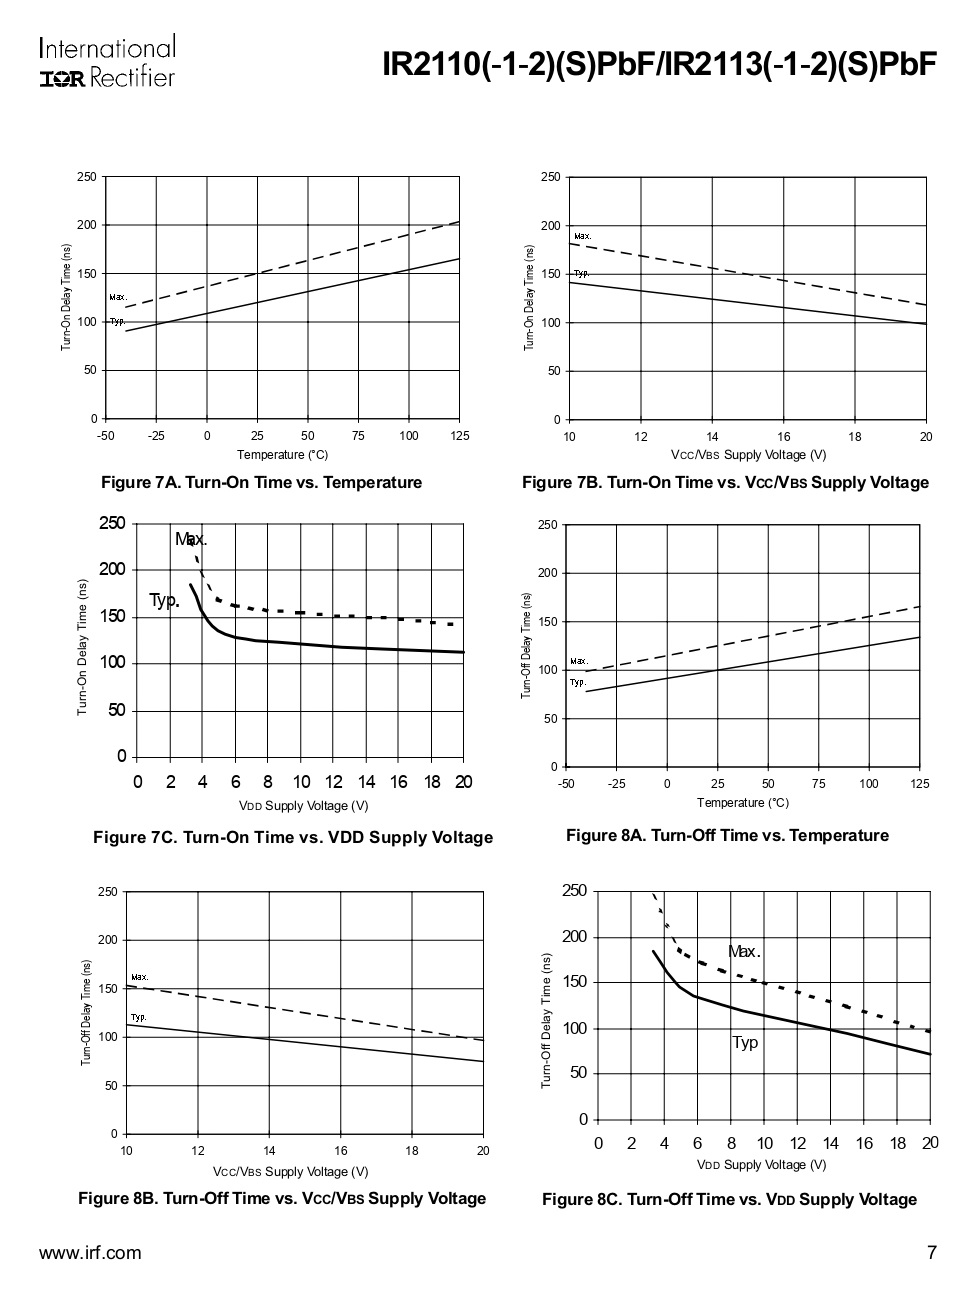 International
IOR Rectifier
IR2110(-1-2)(S)PbF/IR2113(-1-2)(S)PbF
250
200
150
100
50
0
Turn-On Delay Time (ns)
Max.
Typ.
-50 -25 0 25 50 75 100 125
Temperature (°C)
Figure 7A. Turn-On Time vs. Temperature
250
200
150
100
50
0
Turn-On Delay Time (ns)
Max.
Typ.
10 12 14 16 18 20
VCC/VBS Supply Voltage (V)
Figure 7B. Turn-On Time vs. VCC/VBS Supply Voltage
250
200
150
100
50
0
Turn-On Delay Time (ns)
Max.
Typ.
0 2 4 6 8 10 12 14 16 18 20
VDD Supply Voltage (V)
Figure 7C. Turn-On Time vs. VDD Supply Voltage
250
200
150
100
50
0
Turn-Off Delay Time (ns)
Max.
Typ.
-50 -25 0 25 50 75 100 125
Temperature (°C)
Figure 8A. Turn-Off Time vs. Temperature
250
200
150
100
50
0
Turn-Off Delay Time (ns)
Max.
Typ.
10 12 14 16 18 20
VCC/VBS Supply Voltage (V)
Figure 8B. Turn-Off Time vs. VCC/VBS Supply Voltage
250
200
150
100
50
0
Turn-Off Delay Time (ns)
Max.
Typ
0 2 4 6 8 10 12 14 16 18 20
VDD Supply Voltage (V)
Figure 8C. Turn-Off Time vs. VDD Supply Voltage
www.irf.com
7